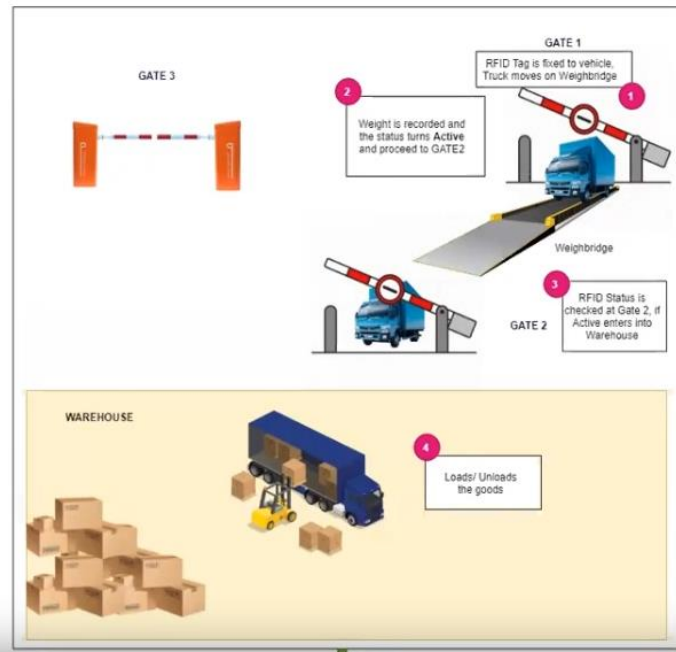 GATE 1
RFID Tag is fixed to vehicle,
Truck moves on Weighbridge
1
GATE 3
2
Weight is recorded and
the status turns Active
and proceed to GATE2
Weighbridge
3
RFID Status is
checked at Gate 2, if
Active enters into
Warehouse
GATE 2
WAREHOUSE
4
Loads/ Unloads
the goods